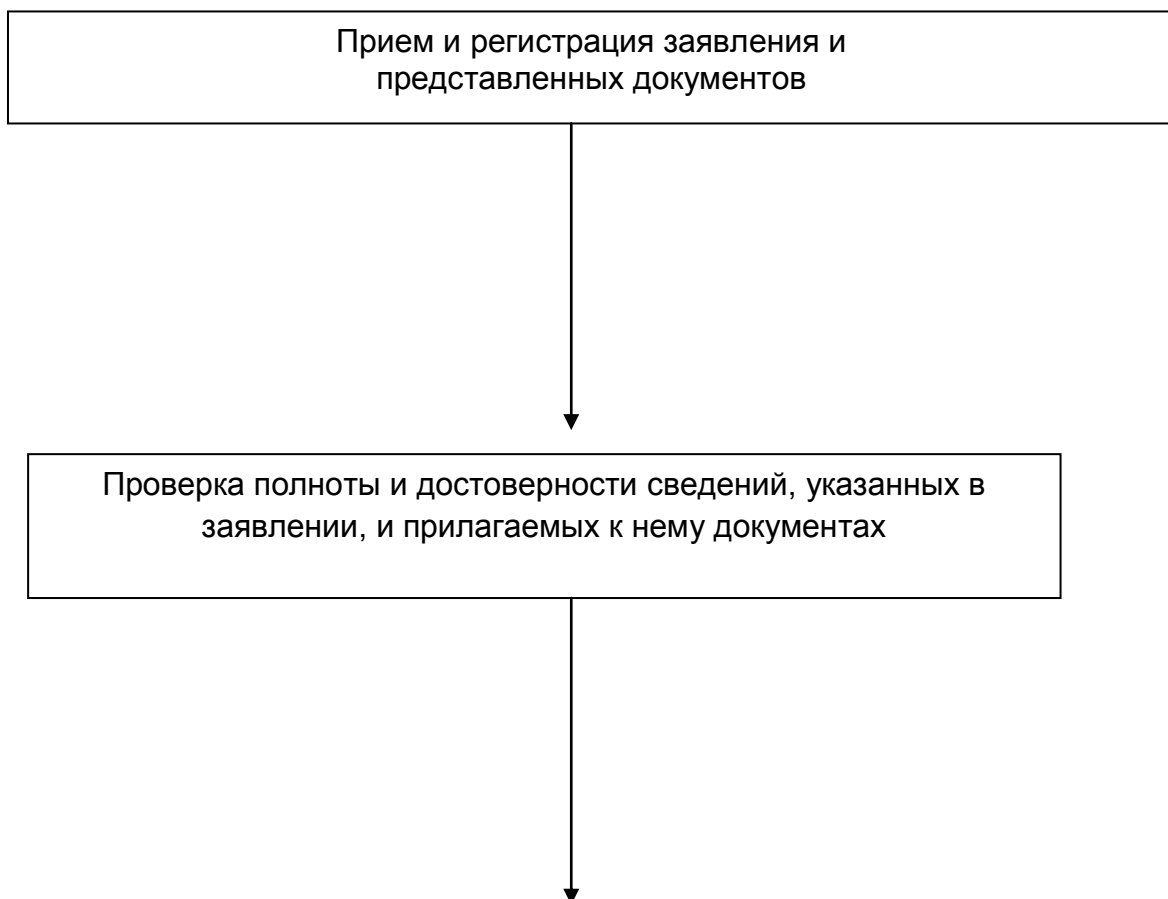 Прием и регистрация заявления и
представленных документов
Проверка полноты и достоверности сведений, указанных в
заявлении, и прилагаемых к нему документах